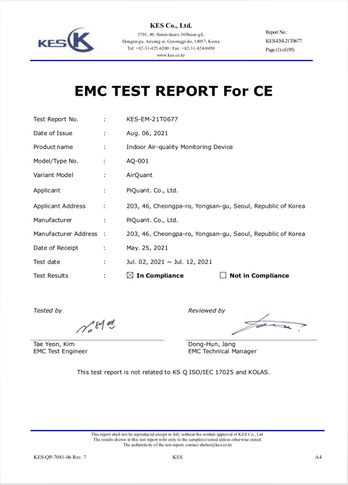 KES
KES Co., Ltd.
3701, 40, Simin-daero 365beon-gil,
Dongan-gu, Anyang-si, Gyeonggi-do, 14057, Korea
Tel: +82-31-425-6200 / Fax: +82-31-424-0450
www.kes.co.kr
Report No.:
KES-EM-21T0677
Page (1) of (95)
EMC TEST REPORT For CE
Test Report No. : KES-EM-21T0677
Date of Issue : Aug. 06, 2021
Product name : Indoor Air-quality Monitoring Device
Model/Type No. : AQ-001
Variant Model : AirQuant
Applicant : PiQuant. Co., Ltd.
Applicant Address : 203, 46, Cheongpa-ro, Yongsan-gu, Seoul, Republic of Korea
Manufacturer : PiQuant. Co., Ltd.
Manufacturer Address : 203, 46, Cheongpa-ro, Yongsan-gu, Seoul, Republic of Korea
Date of Receipt : May. 25, 2021
Test date : Jul. 02, 2021 ~ Jul. 12, 2021
Test Results : ☒ In Compliance ☐ Not in Compliance
Tested by Reviewed by
Tae Yeon, Kim Dong-Hun, Jang
EMC Test Engineer EMC Technical Manager
This test report is not related to KS Q ISO/IEC 17025 and KOLAS.
This report shall not be reproduced except in full, without the written approval of KES Co., Ltd.
The results shown in this test report refer only to the sample(s) tested unless otherwise stated.
The authenticity of the test report, contact
KES-QP-7081-06 Rev. 7 KES A4